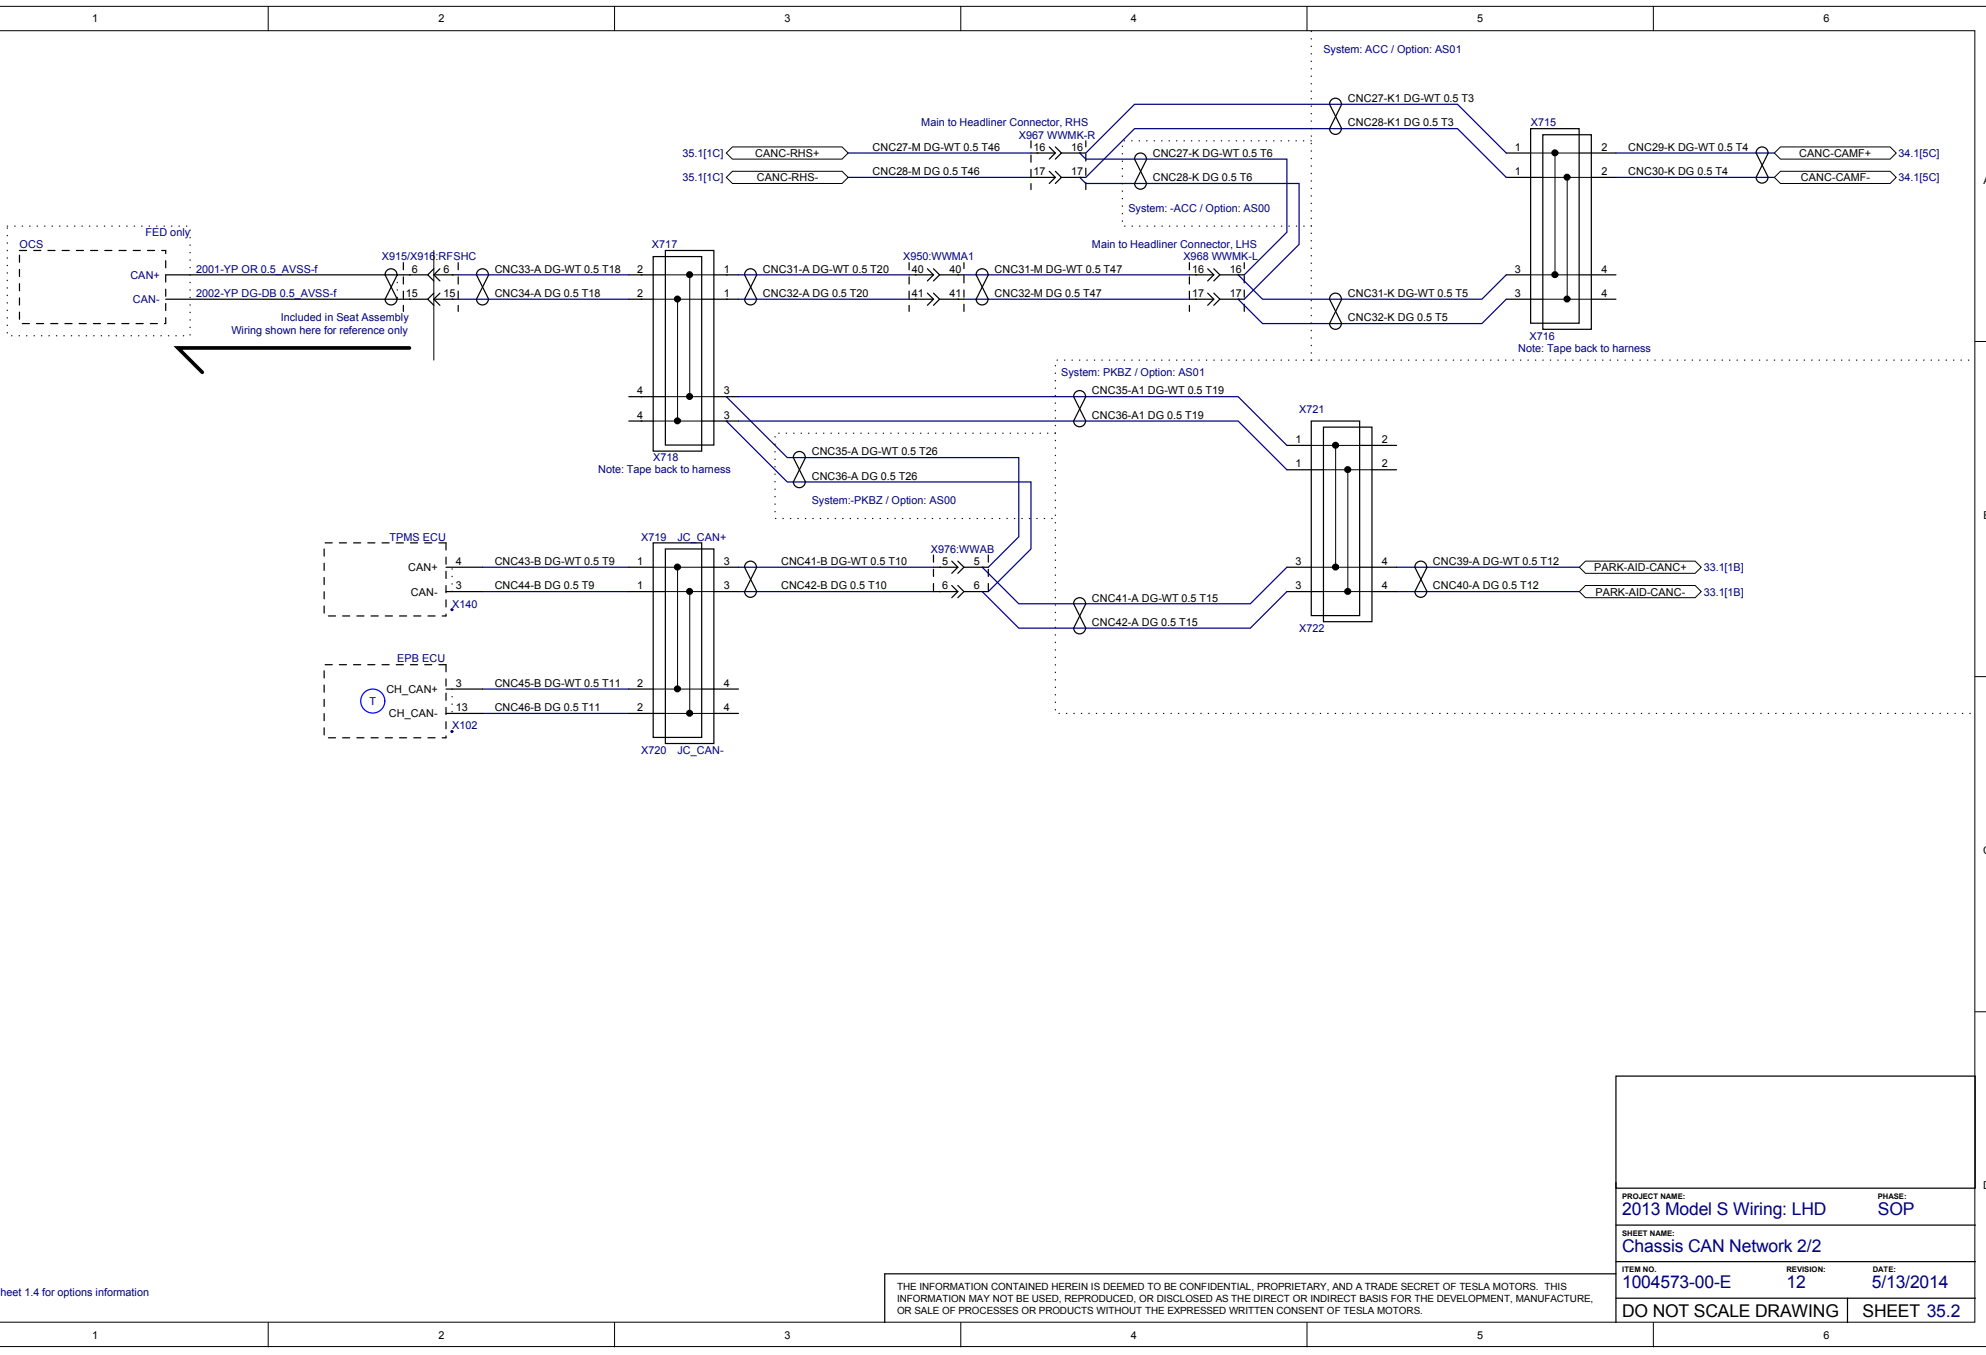 1 2 3 4 5 6
System: ACC / Option: AS01
CNC27-K1 DG-WT 0.5 T3
CNC28-K1 DG 0.5 T3
Main to Headliner Connector, RHS
X967 WWMK-R
X715
35.1[1C] CANC-RHS+ CNC27-M DG-WT 0.5 T46 16 16 CNC27-K DG-WT 0.5 T6 1 2 CNC29-K DG-WT 0.5 T4 CANC-CAMF+ 34.1[5C]
35.1[1C] CANC-RHS- CNC28-M DG 0.5 T46 17 17 CNC28-K DG 0.5 T6 1 2 CNC30-K DG 0.5 T4 CANC-CAMF- 34.1[5C]
System: -ACC / Option: AS00
FED only
OCS
X915/X916:RFSHC
X717
X950:WWMA1
Main to Headliner Connector, LHS
X968 WWMK-L
CAN+ 2001-YP OR 0.5_AVSS-f 6 6 CNC33-A DG-WT 0.5 T18 2 1 CNC31-A DG-WT 0.5 T20 40 40 CNC31-M DG-WT 0.5 T47 16 16 3 4
CAN- 2002-YP DG-DB 0.5_AVSS-f 15 15 CNC34-A DG 0.5 T18 2 1 CNC32-A DG 0.5 T20 41 41 CNC32-M DG 0.5 T47 17 17 CNC31-K DG-WT 0.5 T5 3 4
CNC32-K DG 0.5 T5
Included in Seat Assembly
Wiring shown here for reference only
X716
Note: Tape back to harness
System: PKBZ / Option: AS01
4 3 CNC35-A1 DG-WT 0.5 T19
4 3 CNC36-A1 DG 0.5 T19
X721
1 2
1 2
X718
Note: Tape back to harness
CNC35-A DG-WT 0.5 T26
CNC36-A DG 0.5 T26
System:-PKBZ / Option: AS00
TPMS ECU
X719 JC_CAN+
X976:WWAB
CAN+ 4 CNC43-B DG-WT 0.5 T9 1 3 CNC41-B DG-WT 0.5 T10 5 5 3 4 CNC39-A DG-WT 0.5 T12 PARK-AID-CANC+ 33.1[1B]
CAN- 3 CNC44-B DG 0.5 T9 1 3 CNC42-B DG 0.5 T10 6 6 3 4 CNC40-A DG 0.5 T12 PARK-AID-CANC- 33.1[1B]
X140
CNC41-A DG-WT 0.5 T15
CNC42-A DG 0.5 T15
X722
EPB ECU
T
CH_CAN+ 3 CNC45-B DG-WT 0.5 T11 2 4
CH_CAN- 13 CNC46-B DG 0.5 T11 2 4
X102
X720 JC_CAN-
PROJECT NAME: PHASE:
2013 Model S Wiring: LHD SOP
SHEET NAME:
Chassis CAN Network 2/2
ITEM NO. REVISION: DATE:
1004573-00-E 12 5/13/2014
DO NOT SCALE DRAWING SHEET 35.2
heet 1.4 for options information
THE INFORMATION CONTAINED HEREIN IS DEEMED TO BE CONFIDENTIAL, PROPRIETARY, AND A TRADE SECRET OF TESLA MOTORS. THIS
INFORMATION MAY NOT BE USED, REPRODUCED, OR DISCLOSED AS THE DIRECT OR INDIRECT BASIS FOR THE DEVELOPMENT, MANUFACTURE,
OR SALE OF PROCESSES OR PRODUCTS WITHOUT THE EXPRESSED WRITTEN CONSENT OF TESLA MOTORS.
1 2 3 4 5 6